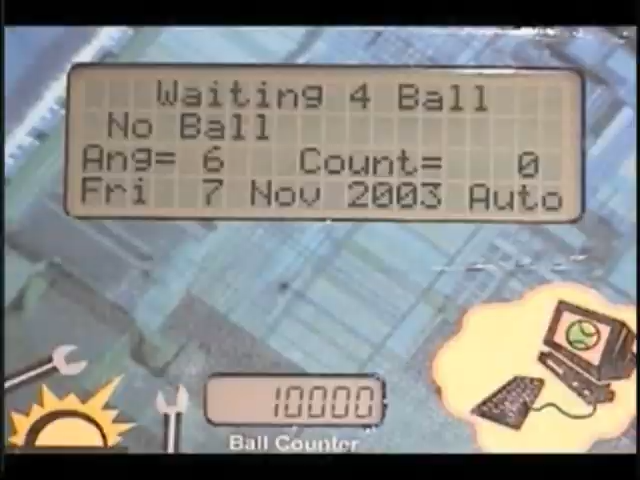 Waiting 4 Ball
No Ball
Ang= 6 Count= 0
Fri 7 Nov 2003 Auto
10000
Ball Counter